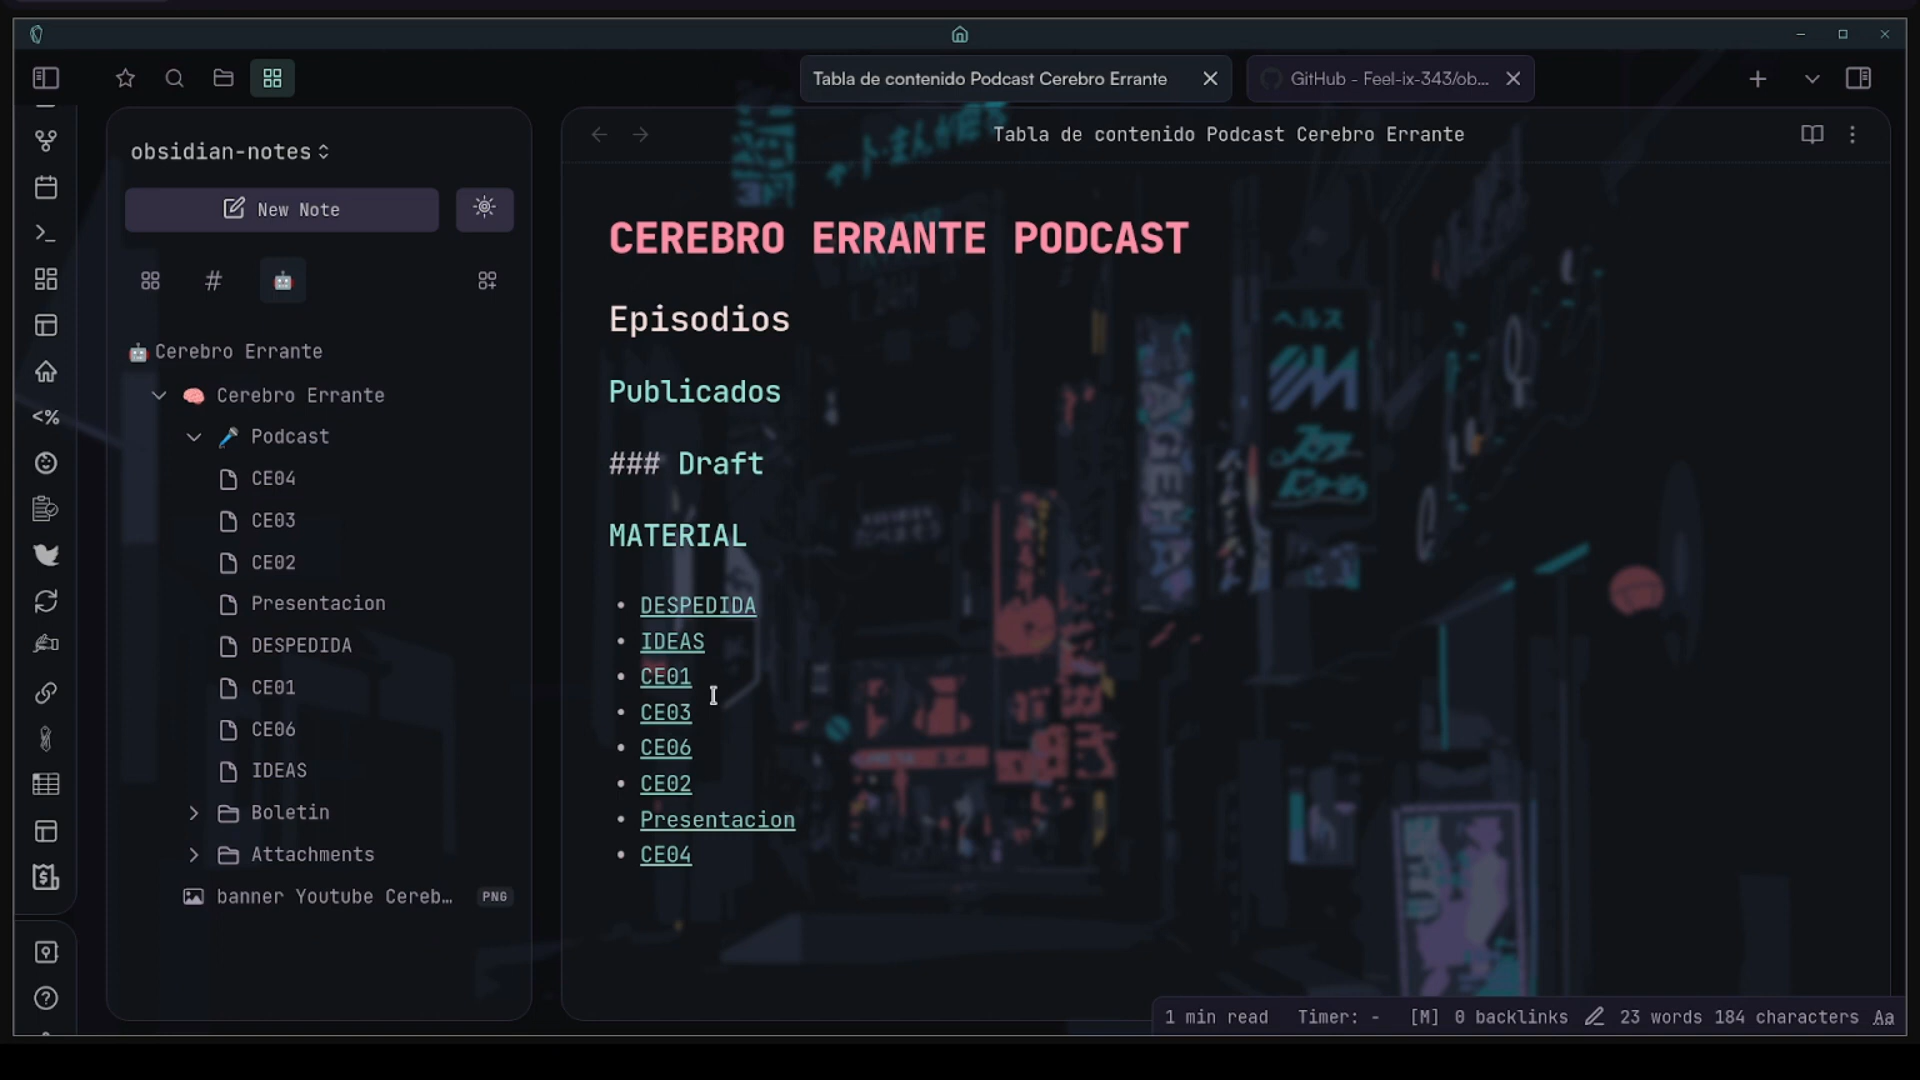 Tabla de contenido Podcast Cerebro Errante
GitHub - Feel-ix-343/ob...
obsidian-notes
New Note
#
Cerebro Errante
Cerebro Errante
Podcast
CE04
CE03
CE02
Presentacion
DESPEDIDA
CE01
CE06
IDEAS
Boletin
Attachments
banner Youtube Cereb... PNG
Tabla de contenido Podcast Cerebro Errante
CEREBRO ERRANTE PODCAST
Episodios
Publicados
### Draft
MATERIAL
• DESPEDIDA
• IDEAS
• CE01
• CE03
• CE06
• CE02
• Presentacion
• CE04
1 min read Timer: - [M] 0 backlinks 23 words 184 characters Aa